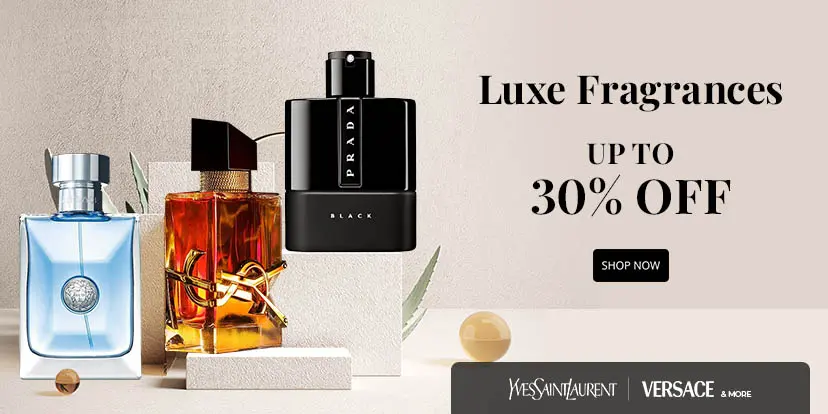 Luxe Fragrances
UP TO
30% OFF
SHOP NOW
PRADA
BLACK
YVESSAINTLAURENT | VERSACE & MORE